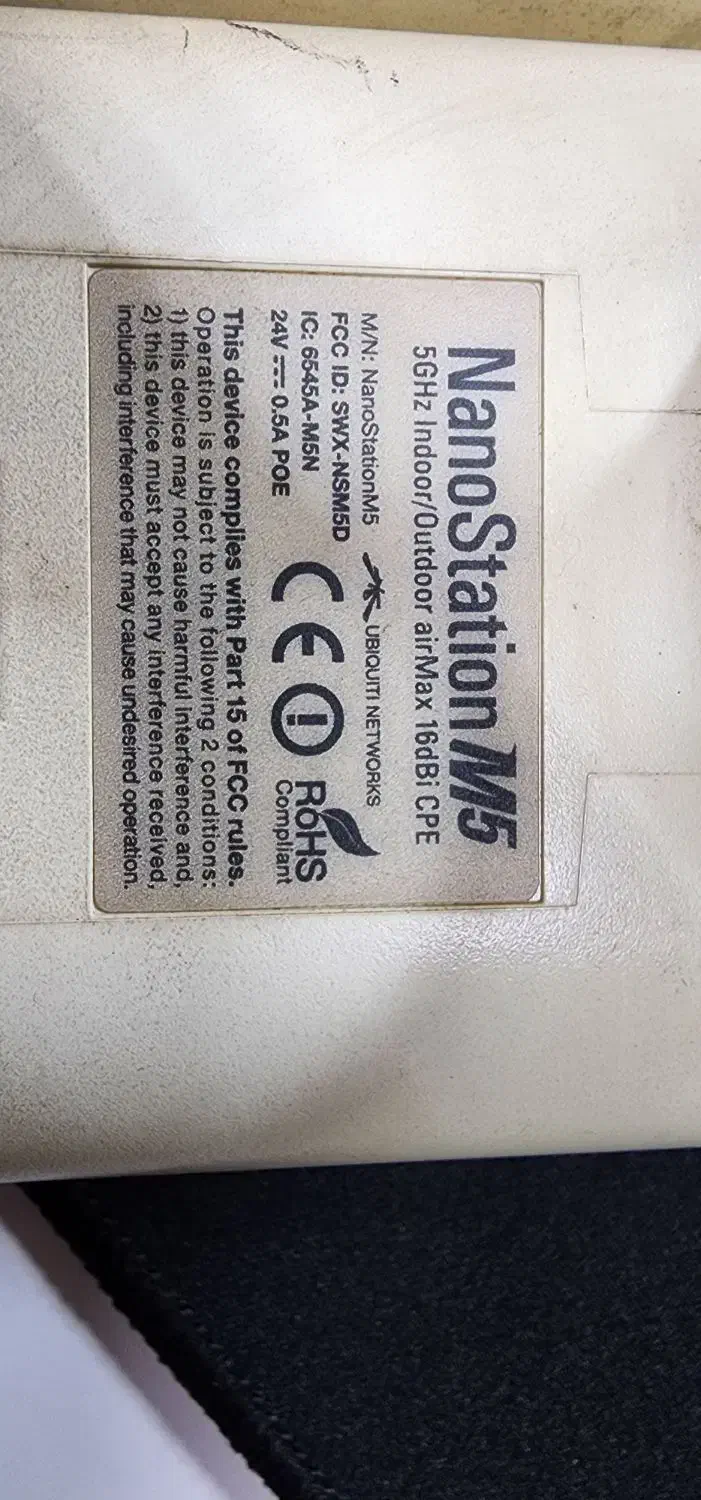 NanoStation M5
5GHz Indoor/Outdoor airMax 16dBi CPE
M/N: NanoStationM5
UBIQUITI NETWORKS
FCC ID: SWX-NSM5D
IC: 6545A-M5N
24V ⎓ 0.5A POE
CE
RoHS
Compliant
This device complies with Part 15 of FCC rules.
Operation is subject to the following 2 conditions:
1) this device may not cause harmful interference and,
2) this device must accept any interference received,
including interference that may cause undesired operation.